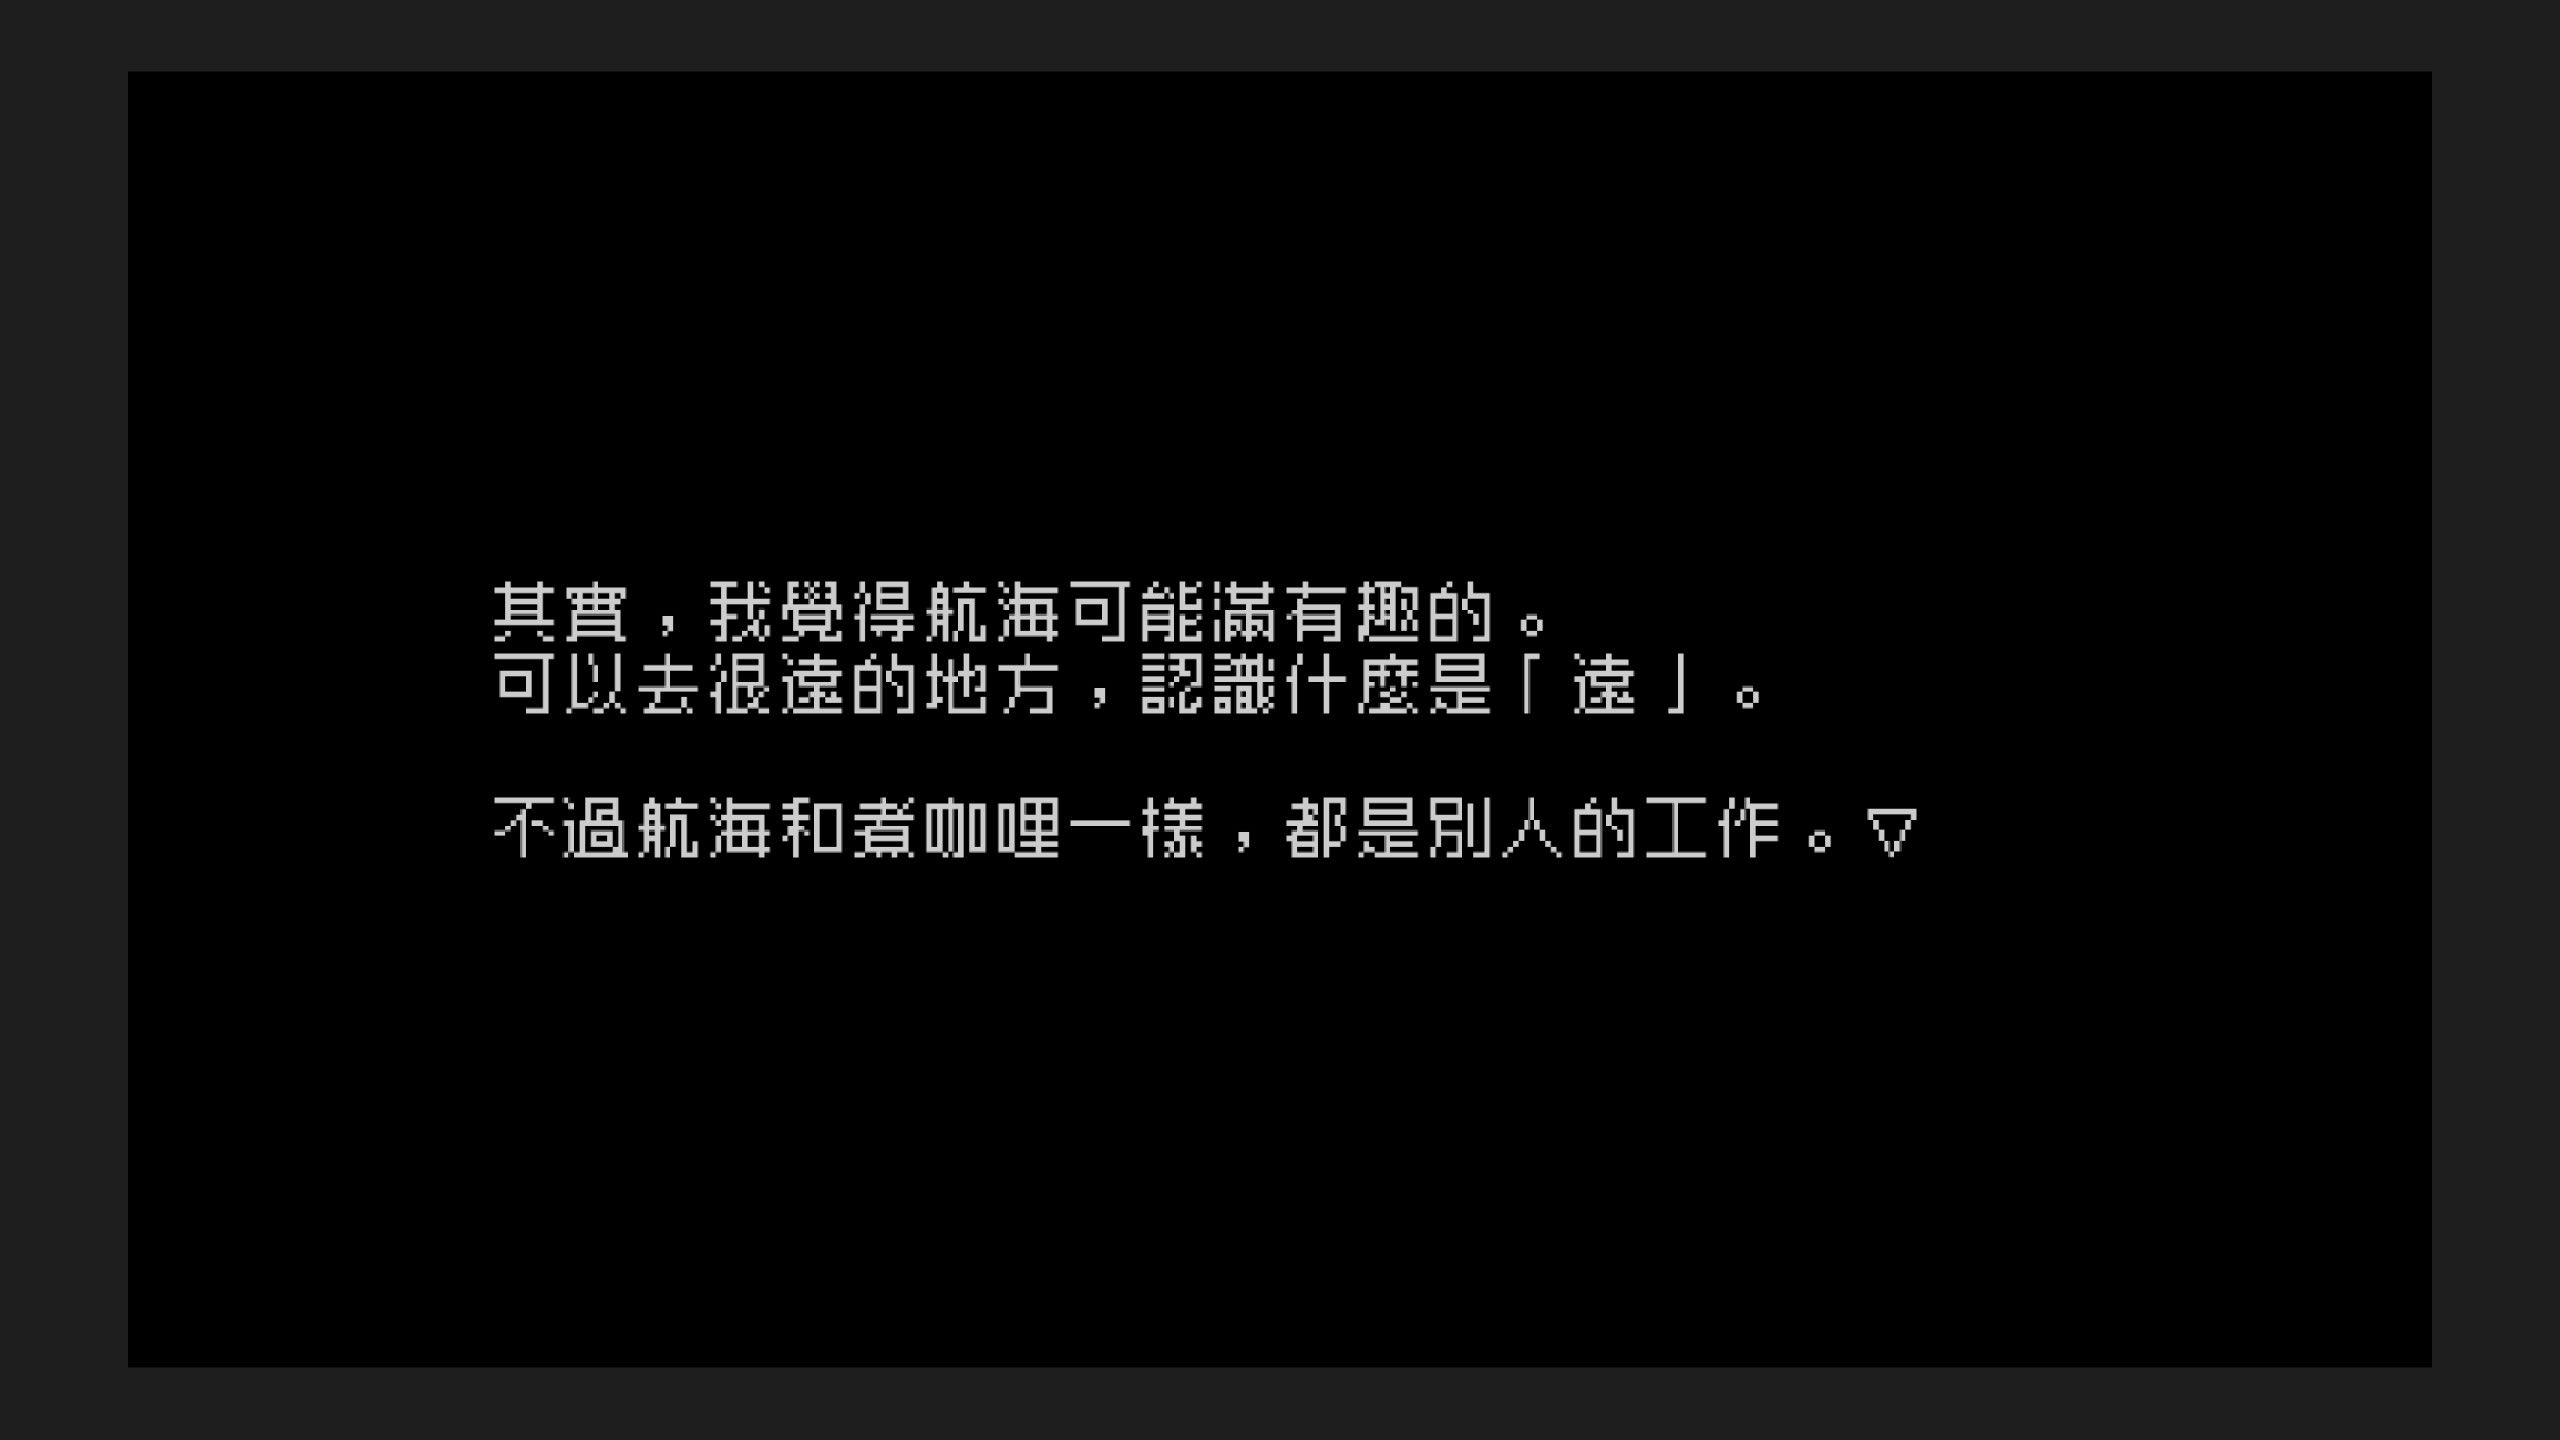 其實，我覺得航海可能滿有趣的。
可以去很遠的地方，認識什麼是「遠」。
不過航海和煮咖哩一樣，都是別人的工作。▽